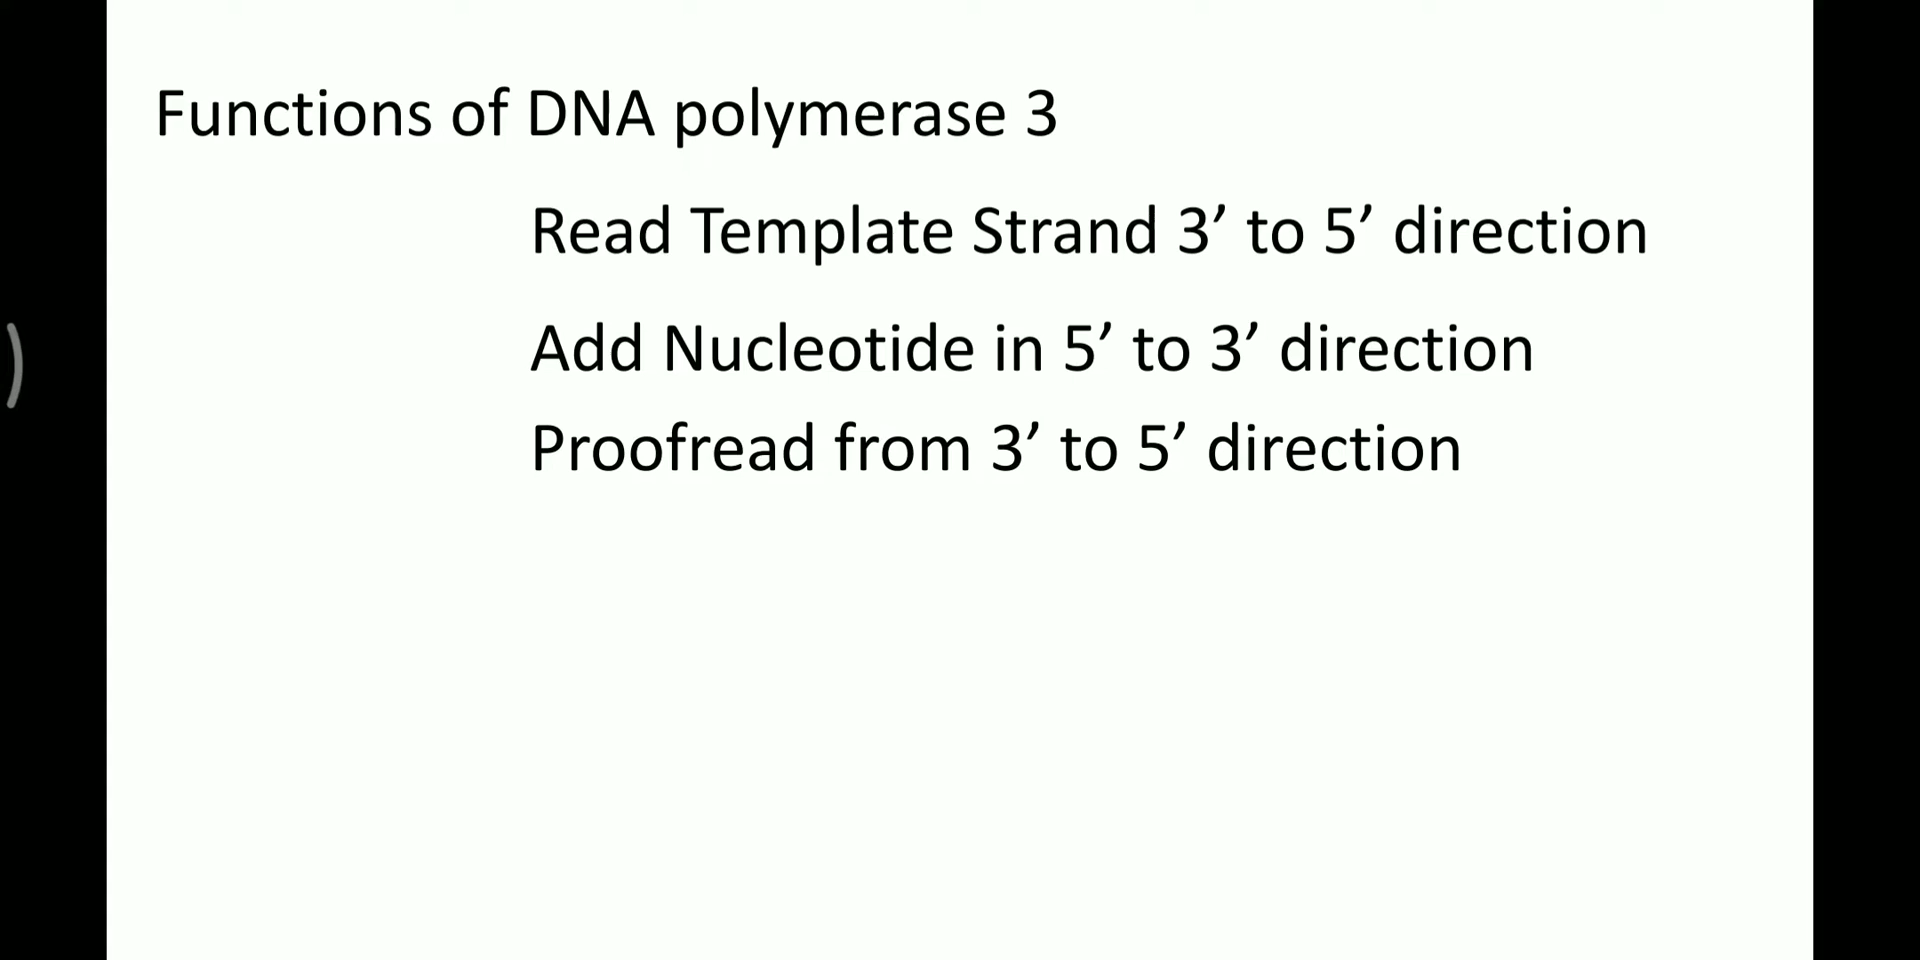 Functions of DNA polymerase 3
Read Template Strand 3’ to 5’ direction
Add Nucleotide in 5’ to 3’ direction
Proofread from 3’ to 5’ direction